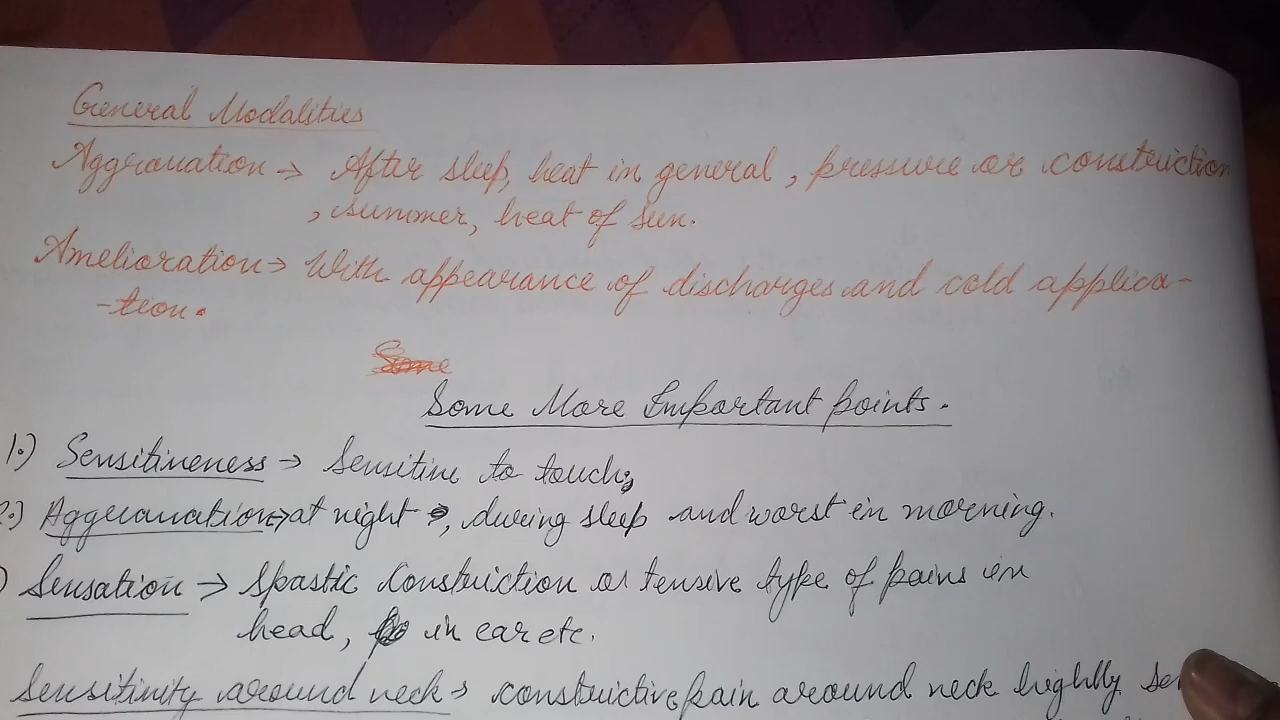 General Modalities
Aggravation → After sleep, heat in general, pressure or constriction
, summer, heat of sun.
Amelioration → With appearance of discharges and cold applica-
-tion.
Some
Some More Important points.
1.) Sensitiveness → Sensitive to touch,
2.) Aggravation → at night, during sleep and worst in morning.
) Sensation → Spastic Constriction or tensive type of pains in
head, in ear etc.
Sensitivity around neck → constrictive pain around neck highly